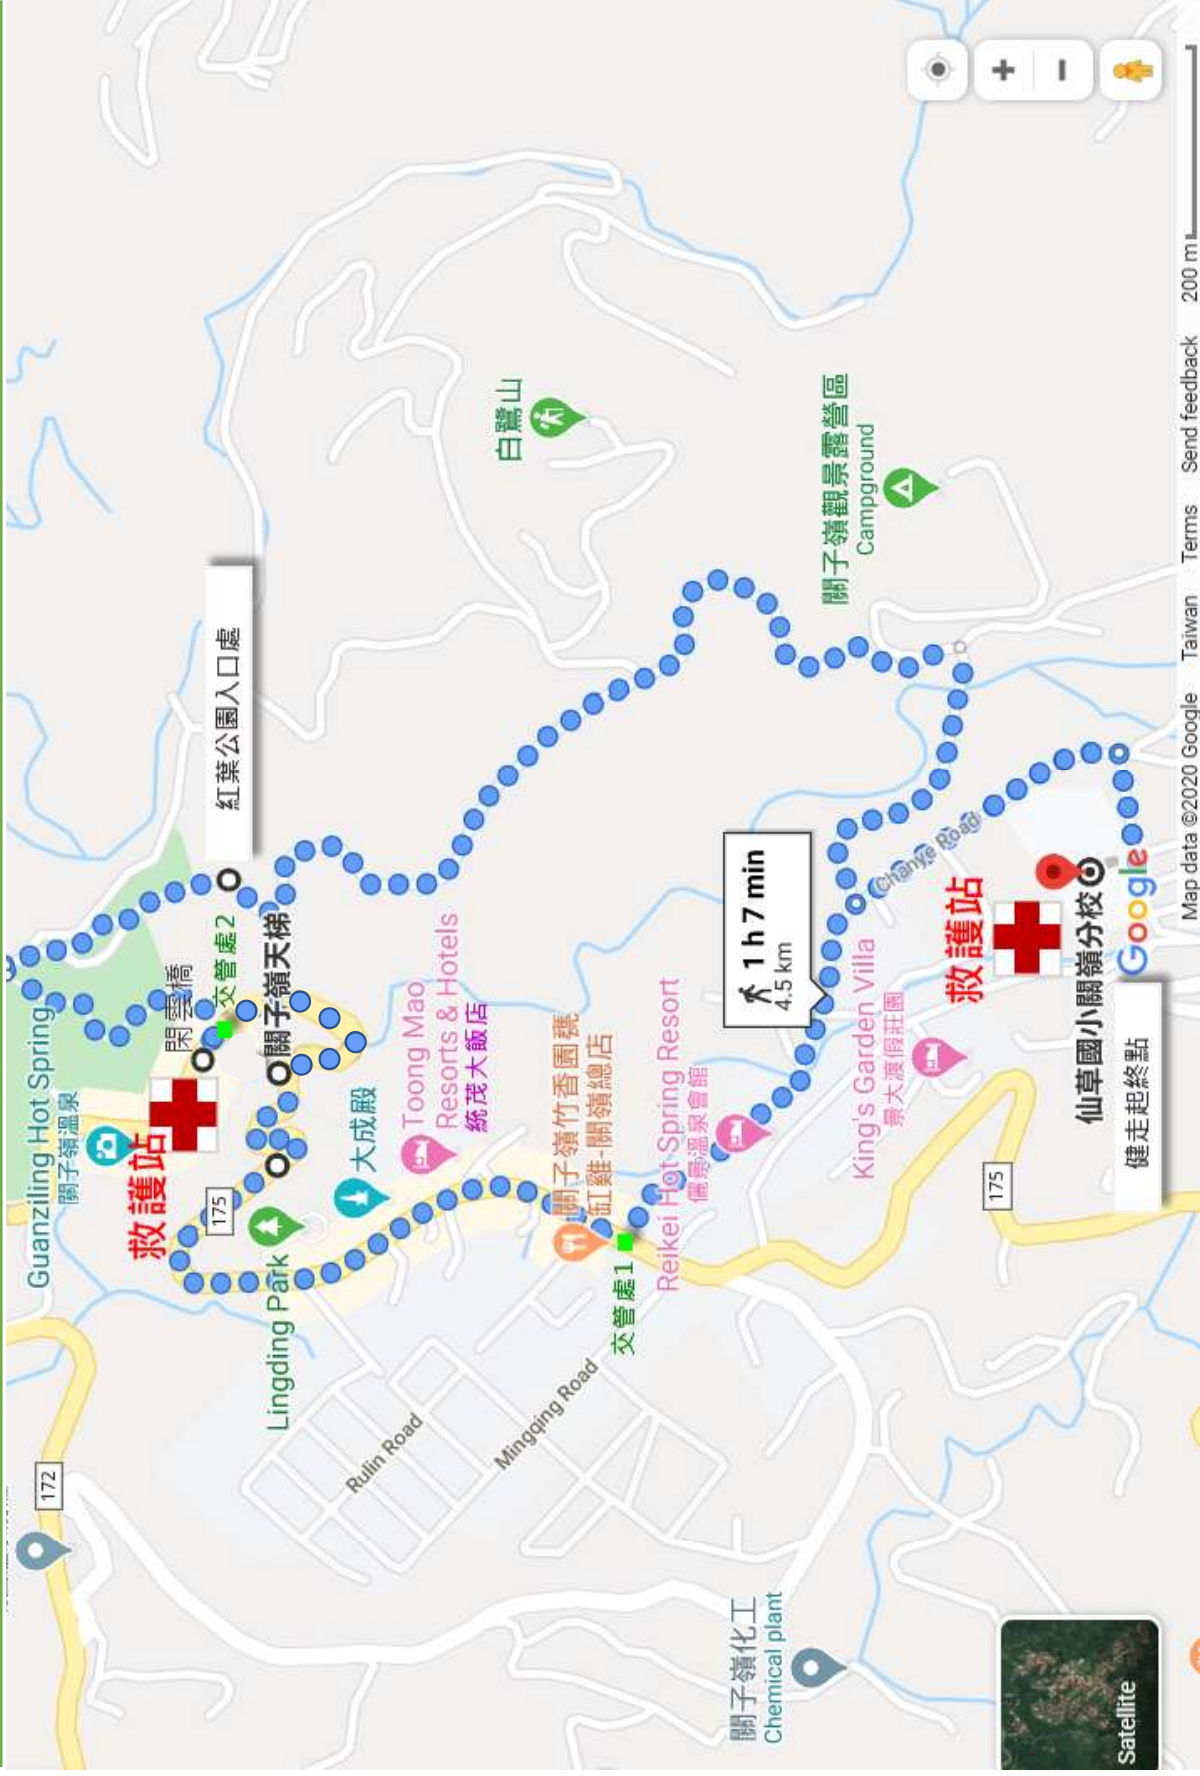 172
Guanziling Hot Spring
關子嶺溫泉
救護站
175
Lingding Park
閑雲橋
交管處2
紅葉公園入口處
關子嶺天梯
大成殿
Toong Mao
Resorts & Hotels
統茂大飯店
白鷺山
Rulin Road
Mingqing Road
關子嶺竹香園甕
缸雞-關嶺總店
交管處1
Reikei Hot Spring Resort
儷景溫泉會館
1 h 7 min
4.5 km
關子嶺觀景露營區
Campground
關子嶺化工
Chemical plant
King's Garden Villa
景大渡假莊園
Chanye Road
救護站
175
仙草國小關嶺分校
健走起終點
Google
Satellite
Map data ©2020 Google
Taiwan
Terms
Send feedback
200 m